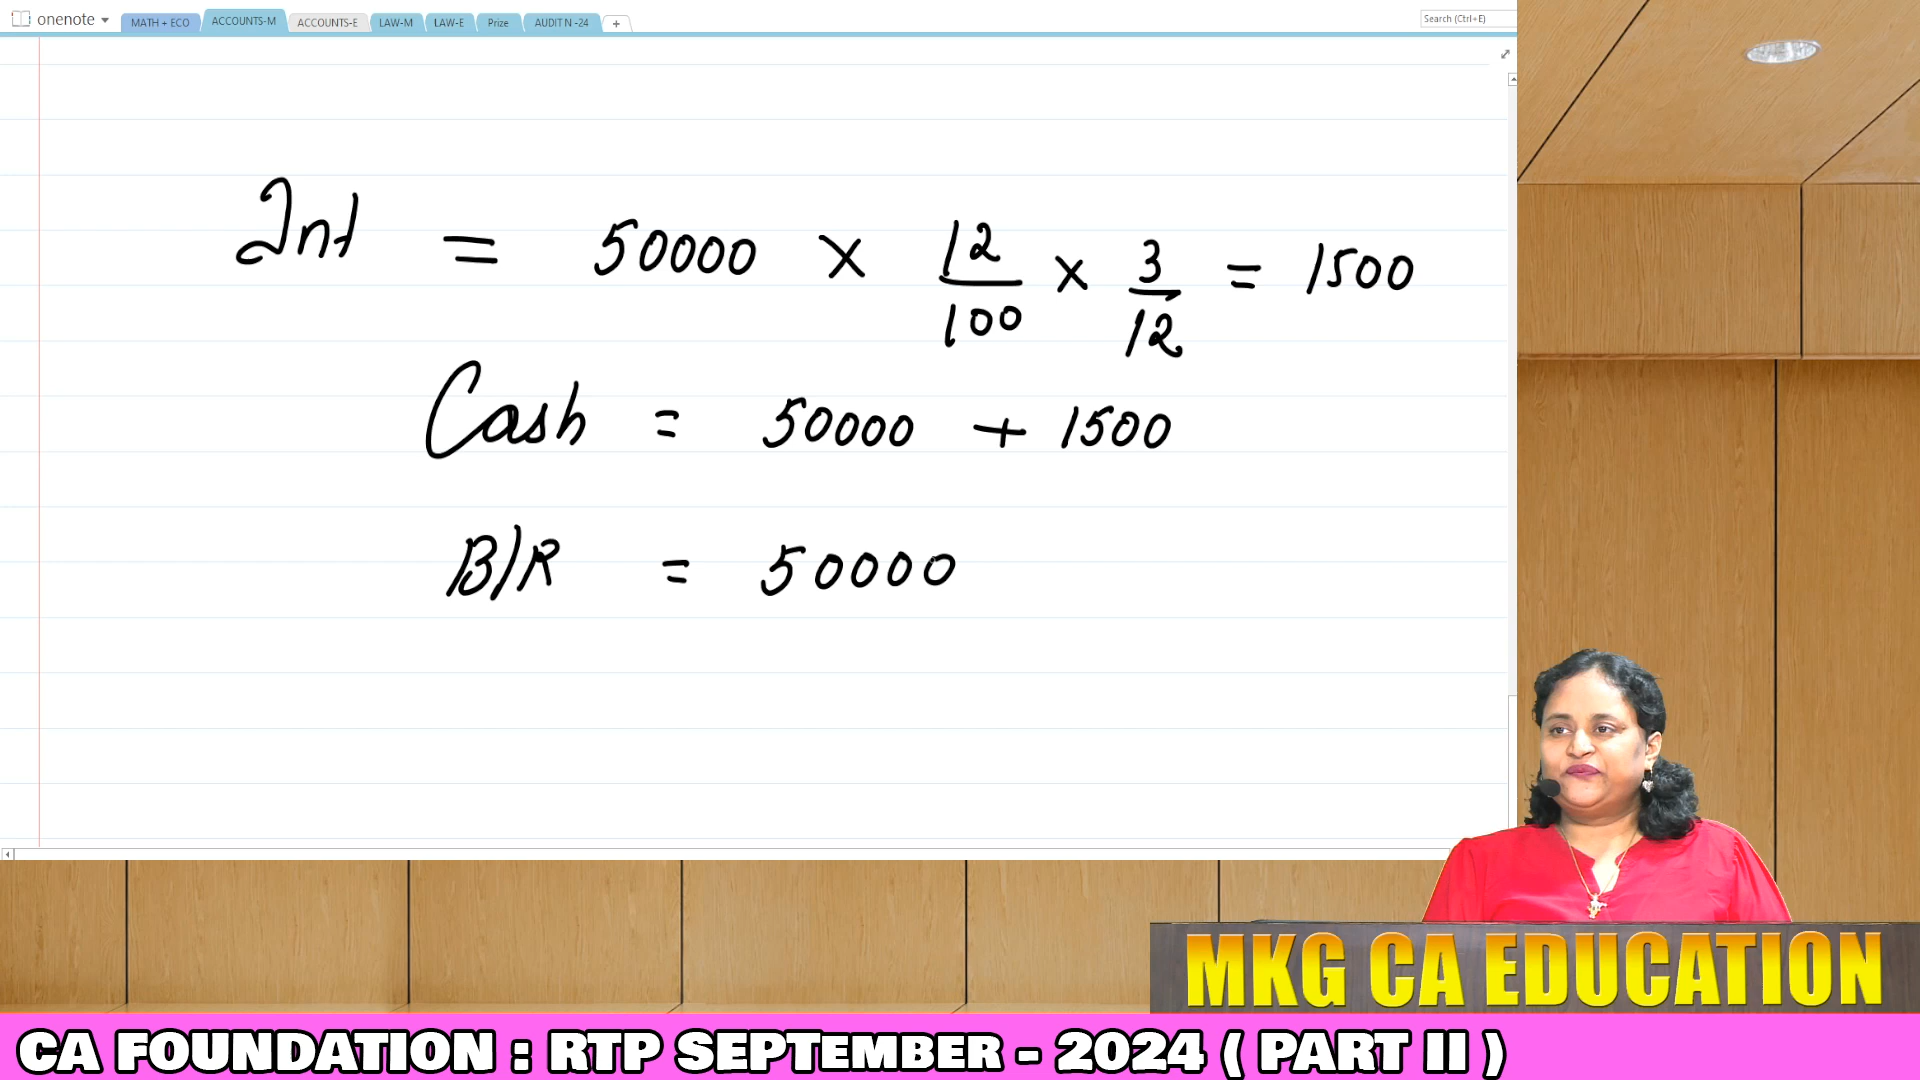 onenote
MATH + ECO ACCOUNTS-M ACCOUNTS-E LAW-M LAW-E Prize AUDIT N -24 +
Search (Ctrl+E)
Int = 50000 × 12/100 × 3/12 = 1500
Cash = 50000 + 1500
B/R = 50000
MKG CA EDUCATION
CA FOUNDATION : RTP SEPTEMBER - 2024 ( PART II )